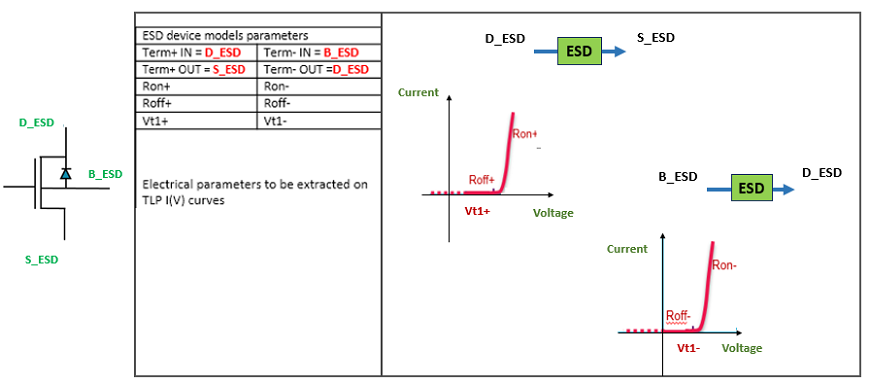 D_ESD
B_ESD
S_ESD
ESD device models parameters
Term+ IN = D_ESD Term- IN = B_ESD
Term+ OUT = S_ESD Term- OUT =D_ESD
Ron+ Ron-
Roff+ Roff-
Vt1+ Vt1-
Electrical parameters to be extracted on
TLP I(V) curves
D_ESD ESD S_ESD
Current
Ron+
Roff+
Vt1+ Voltage
B_ESD ESD D_ESD
Current
Ron-
Roff-
Vt1- Voltage